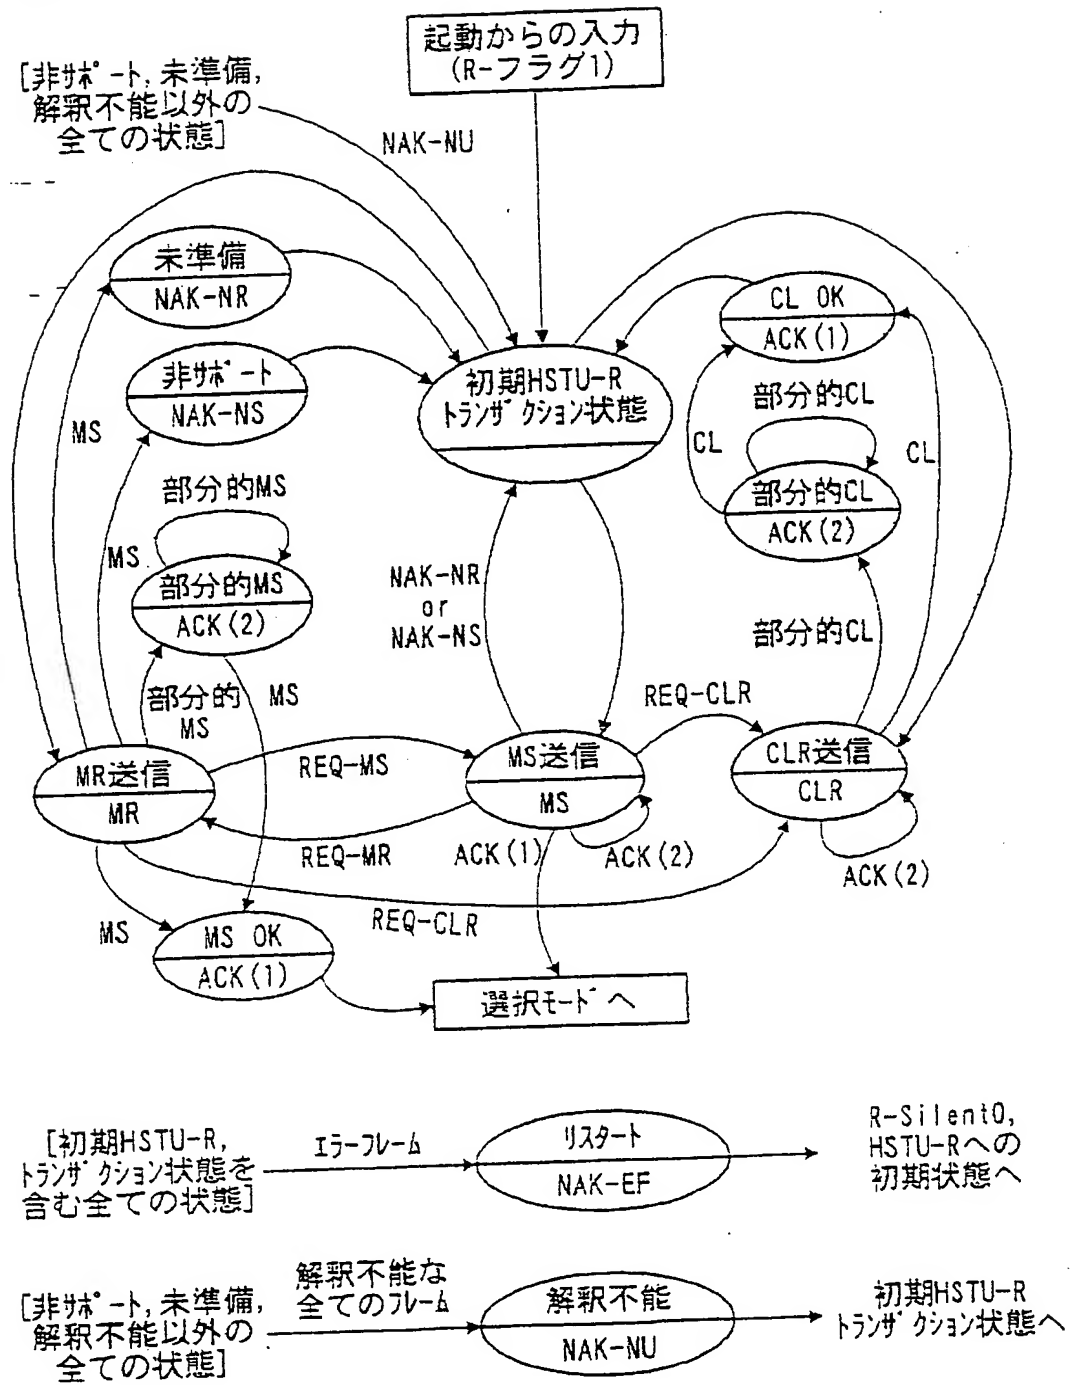 起動からの入力
(R-フラグ1)
[非サポート, 未準備,
解釈不能以外の
全ての状態]
NAK-NU
未準備
NAK-NR
CL OK
ACK(1)
非サポート
NAK-NS
初期HSTU-R
トランザクション状態
部分的CL
MS
CL
CL
部分的MS
部分的CL
ACK(2)
MS
部分的MS
ACK(2)
NAK-NR
or
NAK-NS
部分的CL
部分的
MS
MS
REQ-CLR
MR送信
MR
REQ-MS
MS送信
MS
CLR送信
CLR
REQ-MR
ACK(1)
ACK(2)
ACK(2)
REQ-CLR
MS
MS OK
ACK(1)
選択モードへ
[初期HSTU-R,
トランザクション状態を
含む全ての状態]
エラーフレーム
リスタート
NAK-EF
R-Silent0,
HSTU-Rへの
初期状態へ
[非サポート, 未準備,
解釈不能以外の
全ての状態]
解釈不能な
全てのフレーム
解釈不能
NAK-NU
初期HSTU-R
トランザクション状態へ